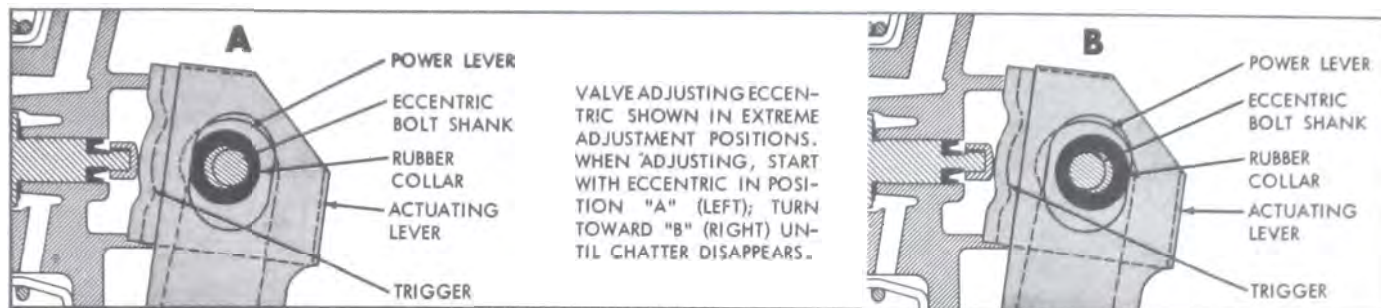 A
POWER LEVER
ECCENTRIC
BOLT SHANK
RUBBER
COLLAR
ACTUATING
LEVER
TRIGGER
VALVE ADJUSTING ECCEN-
TRIC SHOWN IN EXTREME
ADJUSTMENT POSITIONS.
WHEN ADJUSTING, START
WITH ECCENTRIC IN POSI-
TION "A" (LEFT); TURN
TOWARD "B" (RIGHT) UN-
TIL CHATTER DISAPPEARS.
B
POWER LEVER
ECCENTRIC
BOLT SHANK
RUBBER
COLLAR
ACTUATING
LEVER
TRIGGER